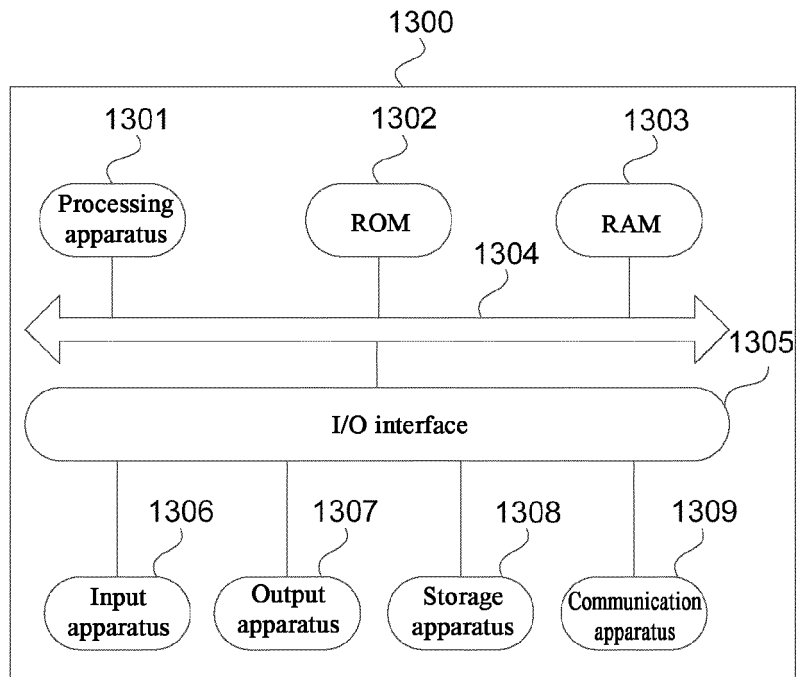 1300
1301
1302
1303
Processing
apparatus
ROM
RAM
1304
1305
I/O interface
1306
1307
1308
1309
Input
apparatus
Output
apparatus
Storage
apparatus
Communication
apparatus